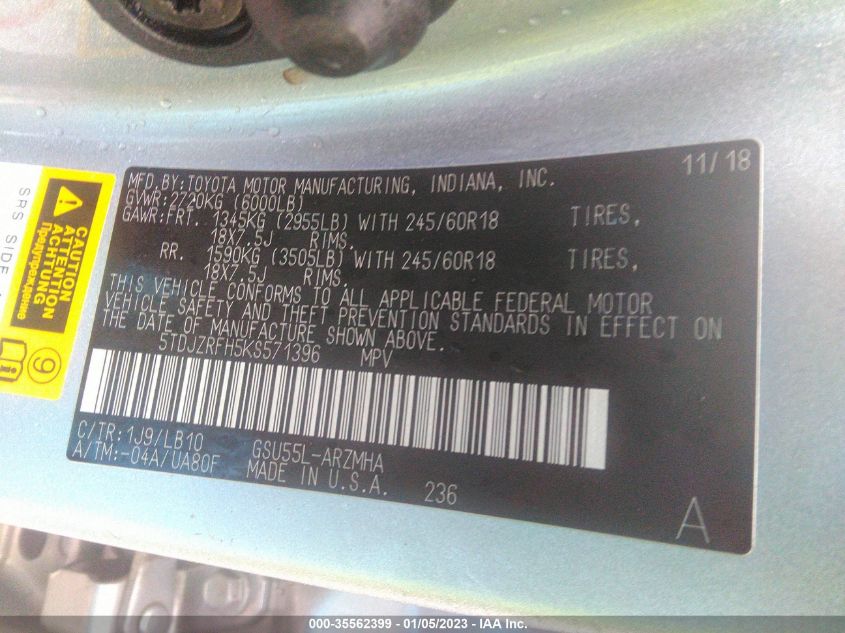 11/18
MFD. BY: TOYOTA MOTOR MANUFACTURING, INDIANA, INC.
GVWR: 2720KG (6000LB)
GAWR: FRT. 1345KG (2955LB) WITH 245/60R18 TIRES,
18X7.5J RIMS.
RR. 1590KG (3505LB) WITH 245/60R18 TIRES,
18X7.5J RIMS.
THIS VEHICLE CONFORMS TO ALL APPLICABLE FEDERAL MOTOR
VEHICLE SAFETY AND THEFT PREVENTION STANDARDS IN EFFECT ON
THE DATE OF MANUFACTURE SHOWN ABOVE.
5TDJZRFH5KS571396 MPV
C/TR: 1J9/LB10 GSU55L-ARZMHA
A/TM: -04A/UA80F MADE IN U.S.A. 236
A
CAUTION
ATTENTION
ACHTUNG
Предупреждение
9
SRS SIDE
000-35562399 - 01/05/2023 - IAA Inc.